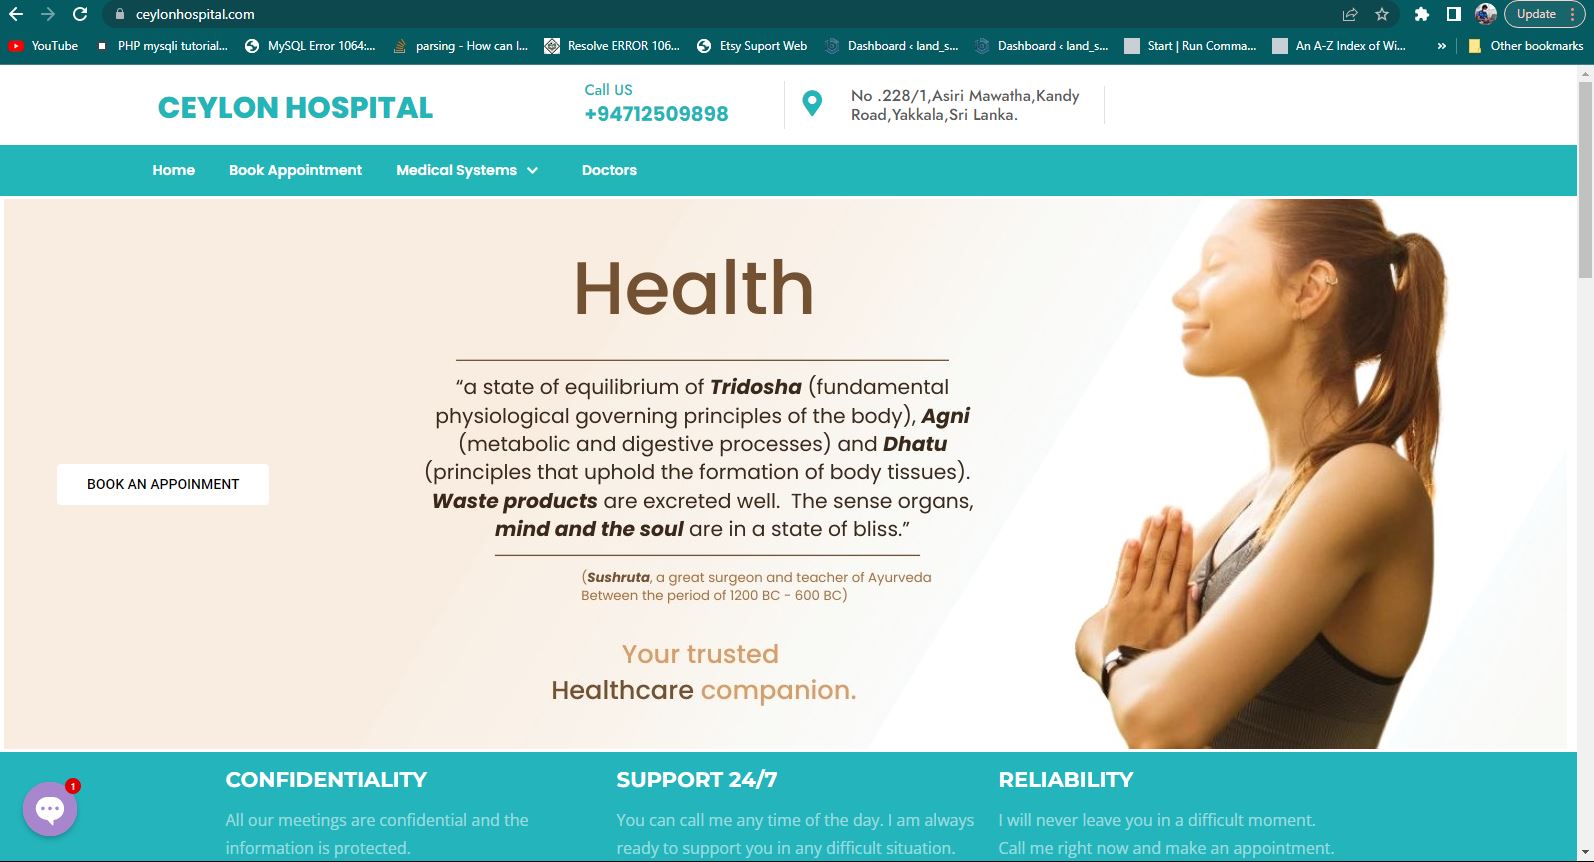 ceylonhospital.com
Update
YouTube
PHP mysqli tutorial...
MySQL Error 1064:...
parsing - How can I...
Resolve ERROR 106...
Etsy Suport Web
Dashboard ‹ land_s...
Dashboard ‹ land_s...
Start | Run Comma...
An A-Z Index of Wi...
»
Other bookmarks
CEYLON HOSPITAL
Call US
+94712509898
No .228/1,Asiri Mawatha,Kandy
Road,Yakkala,Sri Lanka.
Home
Book Appointment
Medical Systems
Doctors
Health
“a state of equilibrium of Tridosha (fundamental
physiological governing principles of the body), Agni
(metabolic and digestive processes) and Dhatu
(principles that uphold the formation of body tissues).
Waste products are excreted well. The sense organs,
mind and the soul are in a state of bliss.”
(Sushruta, a great surgeon and teacher of Ayurveda
Between the period of 1200 BC - 600 BC)
BOOK AN APPOINMENT
Your trusted
Healthcare companion.
CONFIDENTIALITY
All our meetings are confidential and the
information is protected.
SUPPORT 24/7
You can call me any time of the day. I am always
ready to support you in any difficult situation.
RELIABILITY
I will never leave you in a difficult moment.
Call me right now and make an appointment.
1